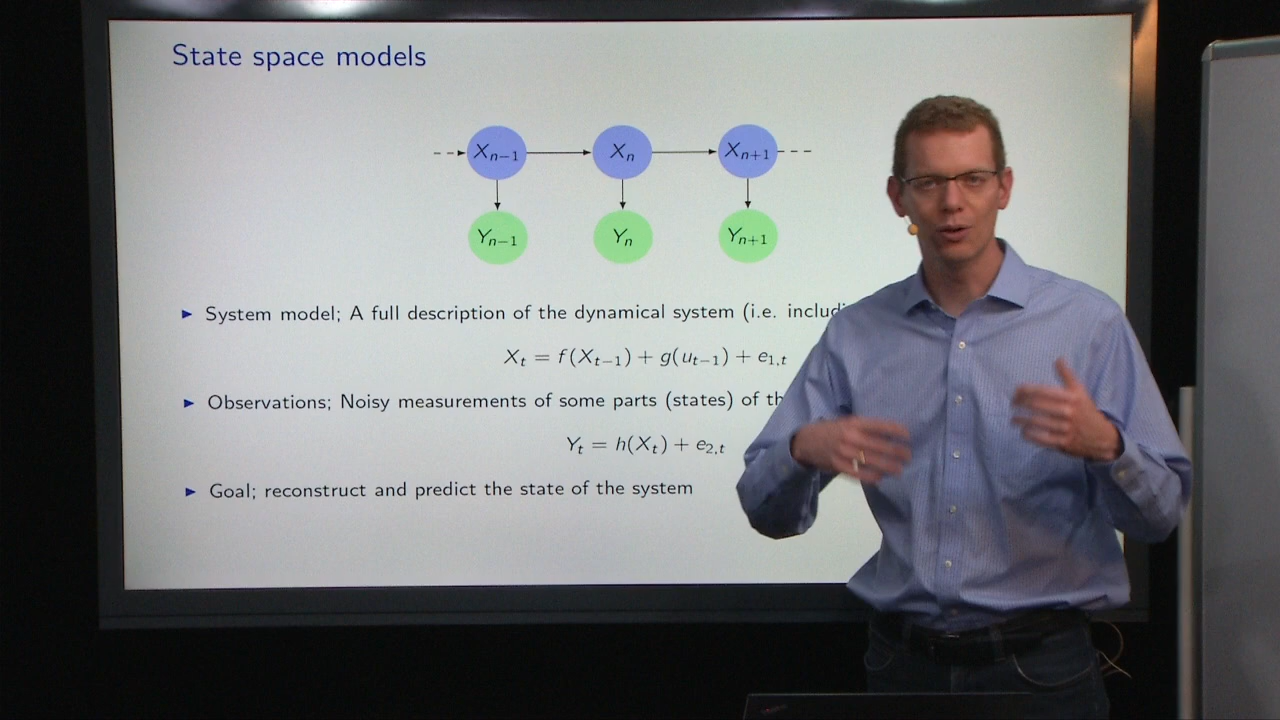 State space models
X_{n−1} X_n X_{n+1}
Y_{n−1} Y_n Y_{n+1}
▶ System model; A full description of the dynamical system (i.e.
X_t = f(X_{t−1}) + g(u_{t−1}) + e_{1,t}
▶ Observations; Noisy measurements of some parts (states) of
Y_t = h(X_t) + e_{2,t}
▶ Goal; reconstruct and predict the state of the system